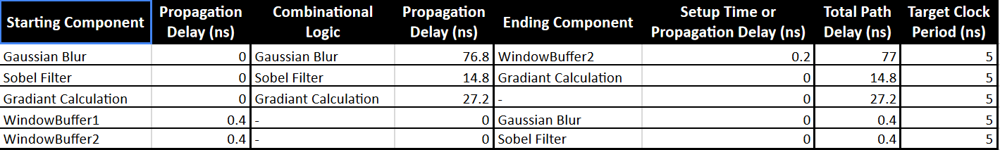 Starting Component Propagation Delay (ns) Combinational Logic Propagation Delay (ns) Ending Component Setup Time or Propagation Delay (ns) Total Path Delay (ns) Target Clock Period (ns)
Gaussian Blur 0 Gaussian Blur 76.8 WindowBuffer2 0.2 77 5
Sobel Filter 0 Sobel Filter 14.8 Gradiant Calculation 0 14.8 5
Gradiant Calculation 0 Gradiant Calculation 27.2 - 0 27.2 5
WindowBuffer1 0.4 - 0 Gaussian Blur 0 0.4 5
WindowBuffer2 0.4 - 0 Sobel Filter 0 0.4 5